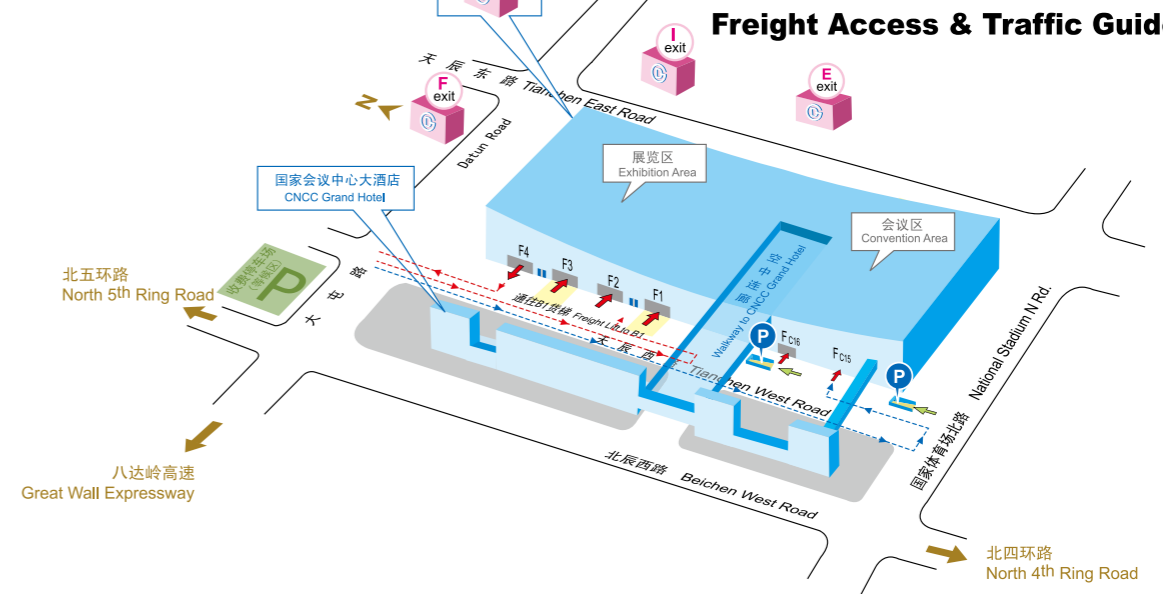 Freight Access & Traffic Guide
I
exit
E
exit
F
exit
天辰东路 Tianchen East Road
N
Datun Road
展览区
Exhibition Area
国家会议中心大酒店
CNCC Grand Hotel
会议区
Convention Area
收费停车场
(等候区)
P
大屯路
北五环路
North 5th Ring Road
F4
F3
F2
F1
通往B1货梯 Freight Lift to B1
天辰西
Tianchen West Road
Walkway to CNCC Grand Hotel
P
FC16
FC15
P
国家体育场北路 National Stadium N Rd.
八达岭高速
Great Wall Expressway
北辰西路 Beichen West Road
北四环路
North 4th Ring Road